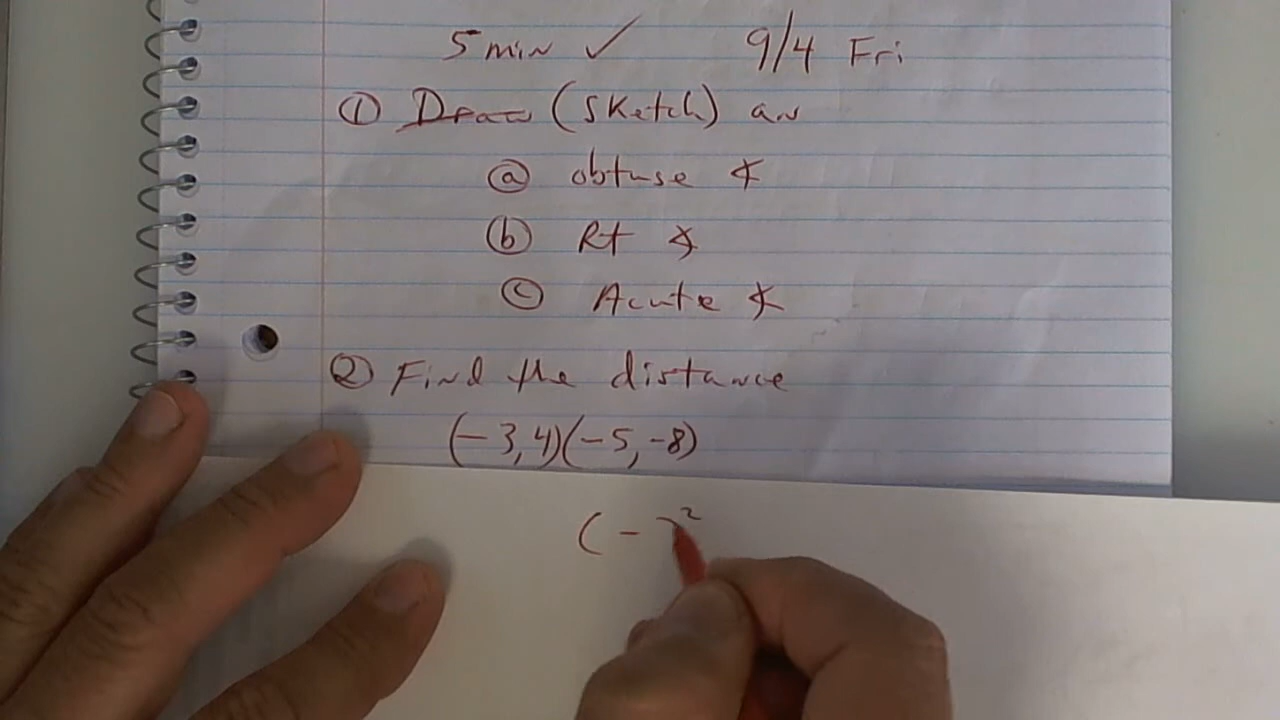 5 min ✓ 9/4 Fri
① Draw (Sketch) an
ⓐ obtuse ∡
ⓑ Rt ∡
ⓒ Acute ∡
② Find the distance
(-3,4)(-5,-8)
( - )²